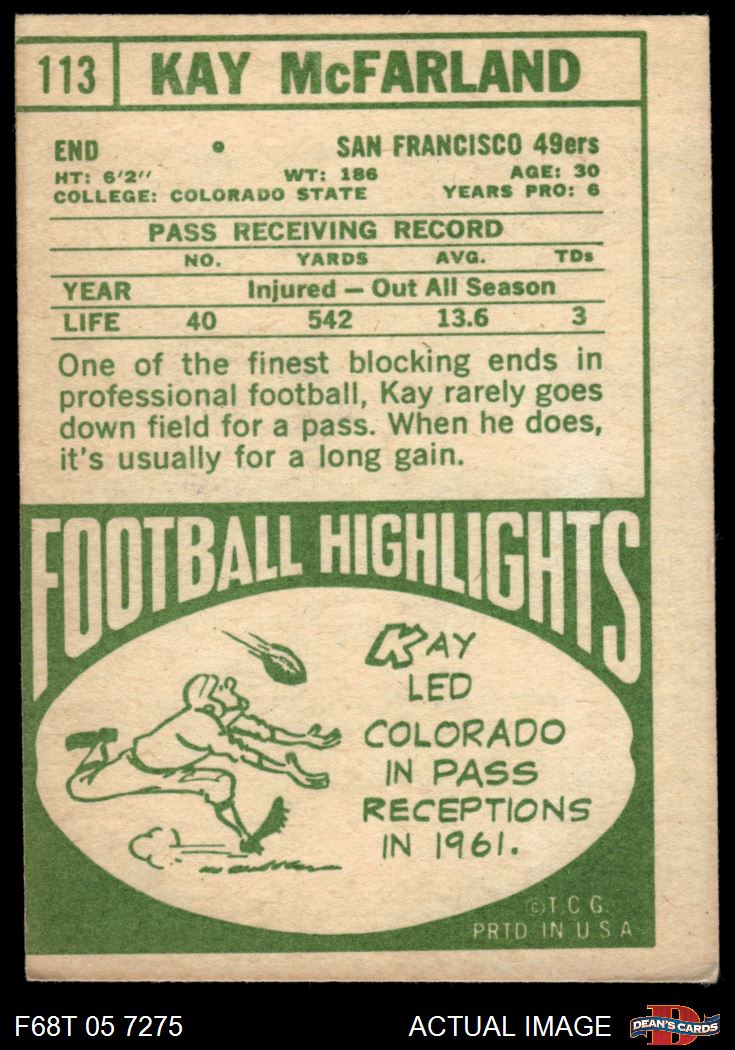 113 KAY McFARLAND
END • SAN FRANCISCO 49ers
HT: 6'2" WT: 186 AGE: 30
COLLEGE: COLORADO STATE YEARS PRO: 6
PASS RECEIVING RECORD
NO. YARDS AVG. TDs
YEAR Injured — Out All Season
LIFE 40 542 13.6 3
One of the finest blocking ends in
professional football, Kay rarely goes
down field for a pass. When he does,
it's usually for a long gain.
FOOTBALL HIGHLIGHTS
KAY
LED
COLORADO
IN PASS
RECEPTIONS
IN 1961.
©T.C.G.
PRTD IN U S A
F68T 05 7275 ACTUAL IMAGE D DEAN'S CARDS